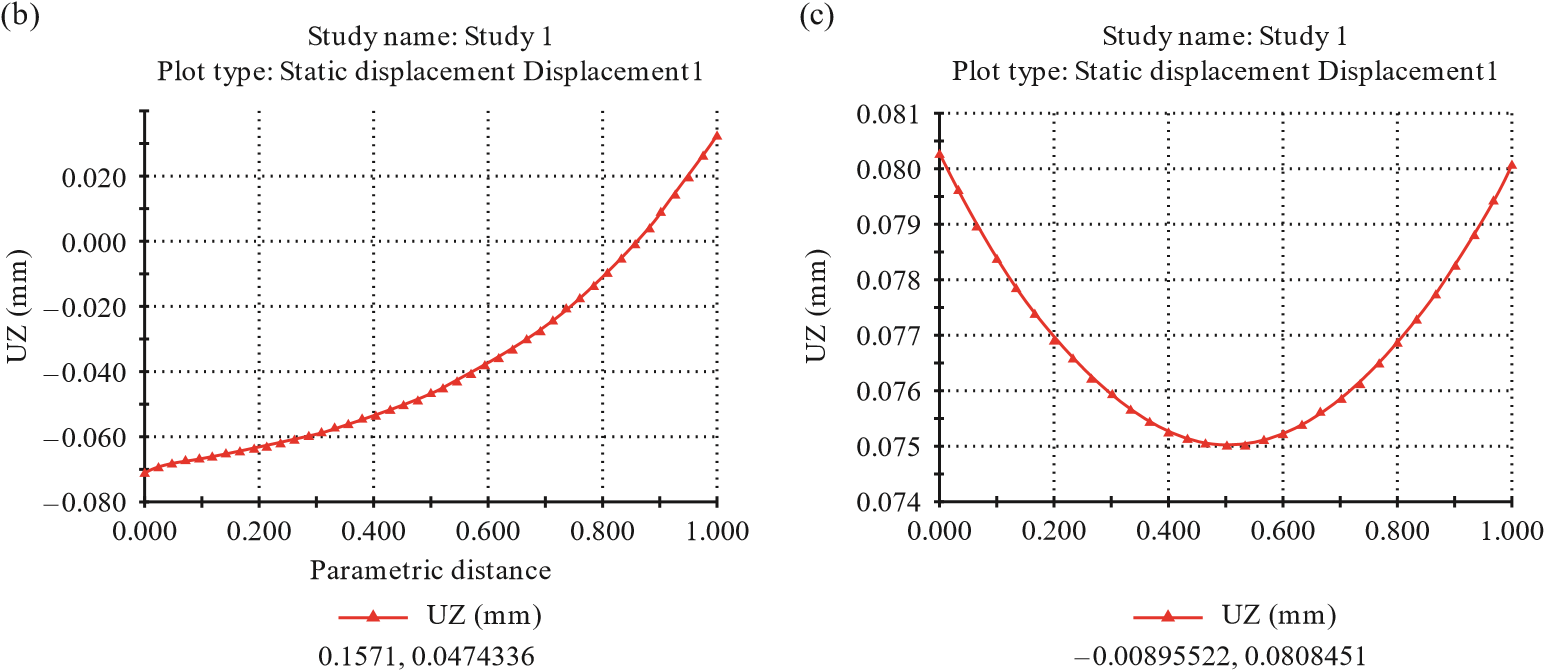 (b)
Study name: Study 1
Plot type: Static displacement Displacement1
0.020
0.000
−0.020
−0.040
−0.060
−0.080
UZ (mm)
0.000 0.200 0.400 0.600 0.800 1.000
Parametric distance
UZ (mm)
0.1571, 0.0474336
(c)
Study name: Study 1
Plot type: Static displacement Displacement1
0.081
0.080
0.079
0.078
0.077
0.076
0.075
0.074
UZ (mm)
0.000 0.200 0.400 0.600 0.800 1.000
UZ (mm)
−0.00895522, 0.0808451